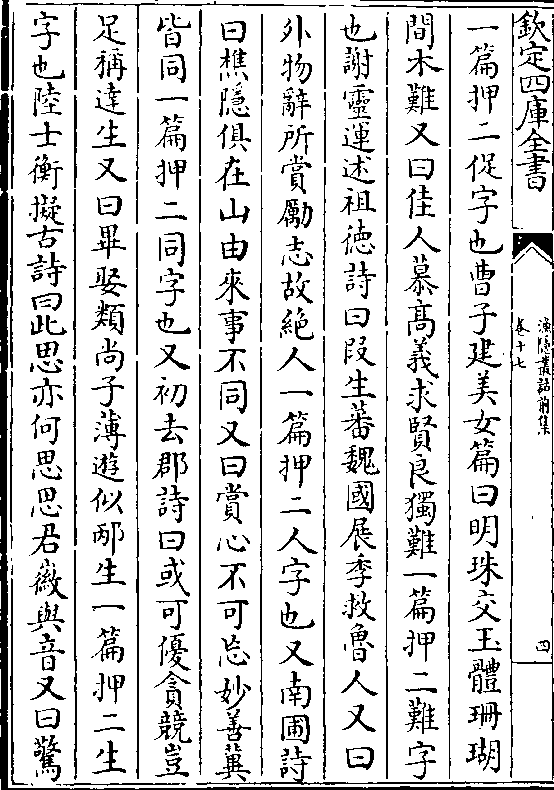 欽定四庫全書
漁隱叢話前集
卷十七
四
一篇押二促字也曹子建美女篇曰明珠交玉體珊瑚
間木難又曰佳人慕髙義求賢良獨難一篇押二難字
也謝靈運述祖徳詩曰段生蕃魏國展季救魯人又曰
外物辭所賞勵志故絶人一篇押二人字也又南圃詩
曰樵隠俱在山由來事不同又曰賞心不可忘妙善冀
皆同一篇押二同字也又初去郡詩曰或可優貪競豈
足稱達生又曰畢娶類尚子薄遊似邴生一篇押二生
字也陸士衡擬古詩曰此思亦何思思君徽與音又曰驚